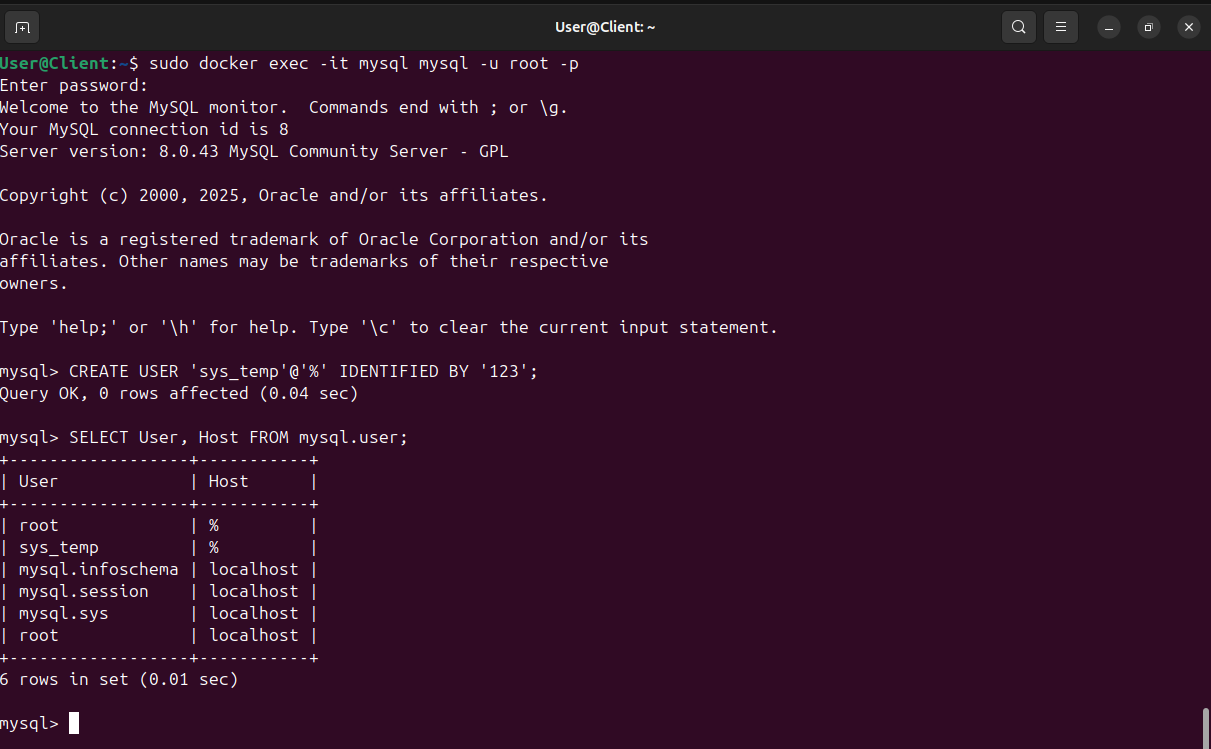 User@Client: ~
User@Client:~$ sudo docker exec -it mysql mysql -u root -p
Enter password:
Welcome to the MySQL monitor.  Commands end with ; or \g.
Your MySQL connection id is 8
Server version: 8.0.43 MySQL Community Server - GPL

Copyright (c) 2000, 2025, Oracle and/or its affiliates.

Oracle is a registered trademark of Oracle Corporation and/or its
affiliates. Other names may be trademarks of their respective
owners.

Type 'help;' or '\h' for help. Type '\c' to clear the current input statement.

mysql> CREATE USER 'sys_temp'@'%' IDENTIFIED BY '123';
Query OK, 0 rows affected (0.04 sec)

mysql> SELECT User, Host FROM mysql.user;
+------------------+-----------+
| User             | Host      |
+------------------+-----------+
| root             | %         |
| sys_temp         | %         |
| mysql.infoschema | localhost |
| mysql.session    | localhost |
| mysql.sys        | localhost |
| root             | localhost |
+------------------+-----------+
6 rows in set (0.01 sec)

mysql>